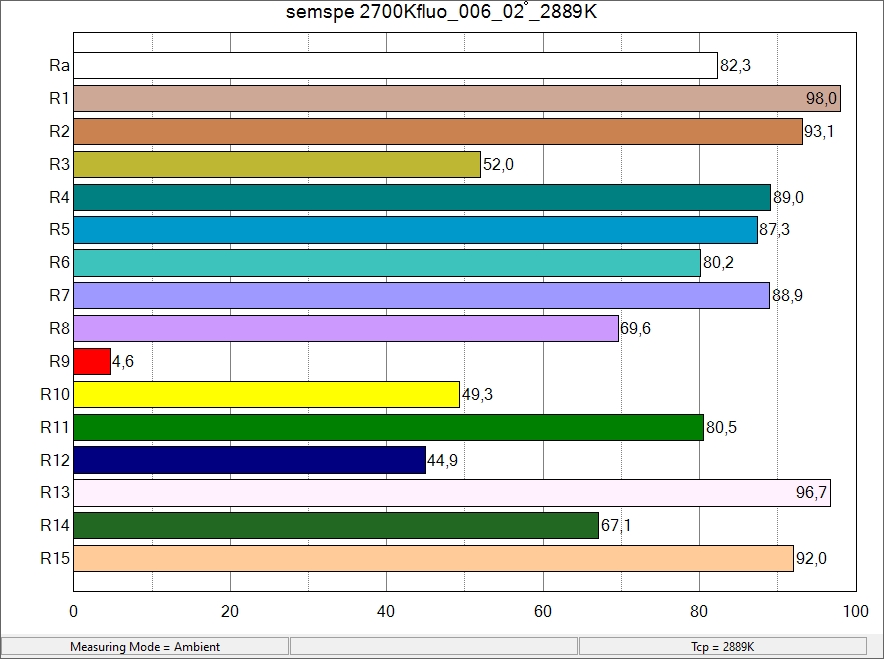 semspe 2700Kfluo_006_02°_2889K
Ra 82,3
R1 98,0
R2 93,1
R3 52,0
R4 89,0
R5 87,3
R6 80,2
R7 88,9
R8 69,6
R9 4,6
R10 49,3
R11 80,5
R12 44,9
R13 96,7
R14 67,1
R15 92,0
0 20 40 60 80 100
Measuring Mode = Ambient Tcp = 2889K